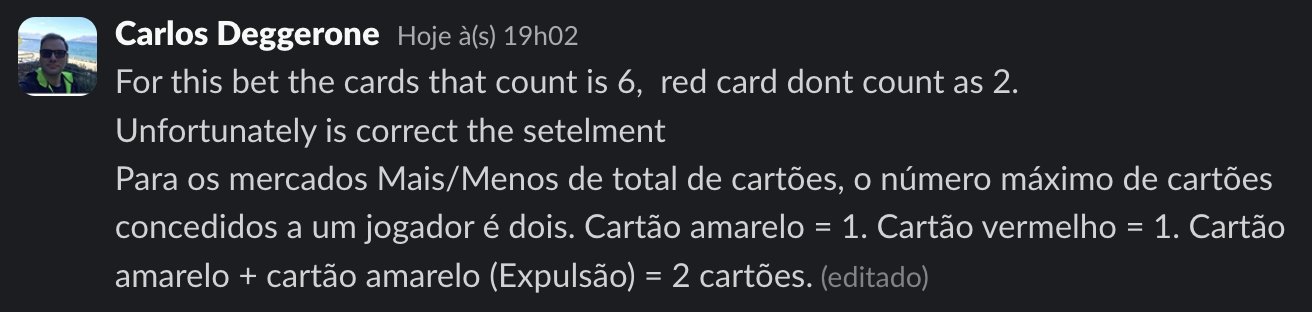 Carlos Deggerone Hoje à(s) 19h02
For this bet the cards that count is 6, red card dont count as 2.
Unfortunately is correct the setelment
Para os mercados Mais/Menos de total de cartões, o número máximo de cartões
concedidos a um jogador é dois. Cartão amarelo = 1. Cartão vermelho = 1. Cartão
amarelo + cartão amarelo (Expulsão) = 2 cartões. (editado)